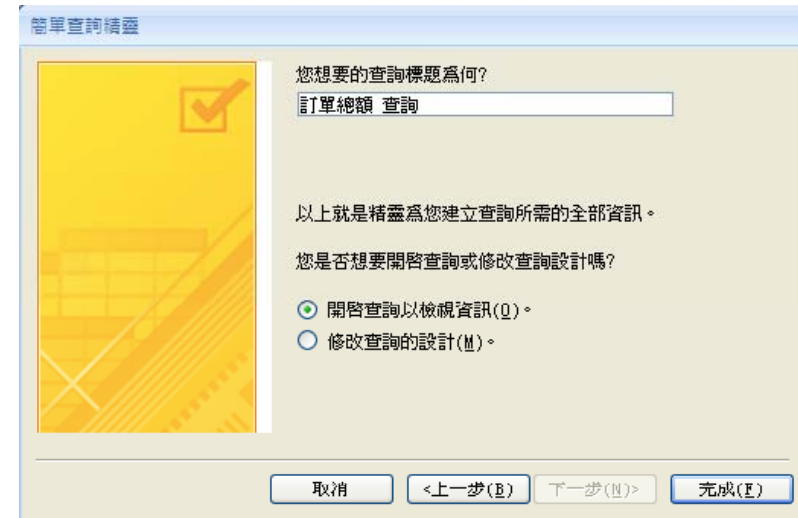 簡單查詢精靈
您想要的查詢標題為何?
訂單總額 查詢
以上就是精靈為您建立查詢所需的全部資訊。
您是否想要開啓查詢或修改查詢設計嗎?
開啓查詢以檢視資訊(O)。
修改查詢的設計(M)。
取消
<上一步(B)
下一步(N)>
完成(F)